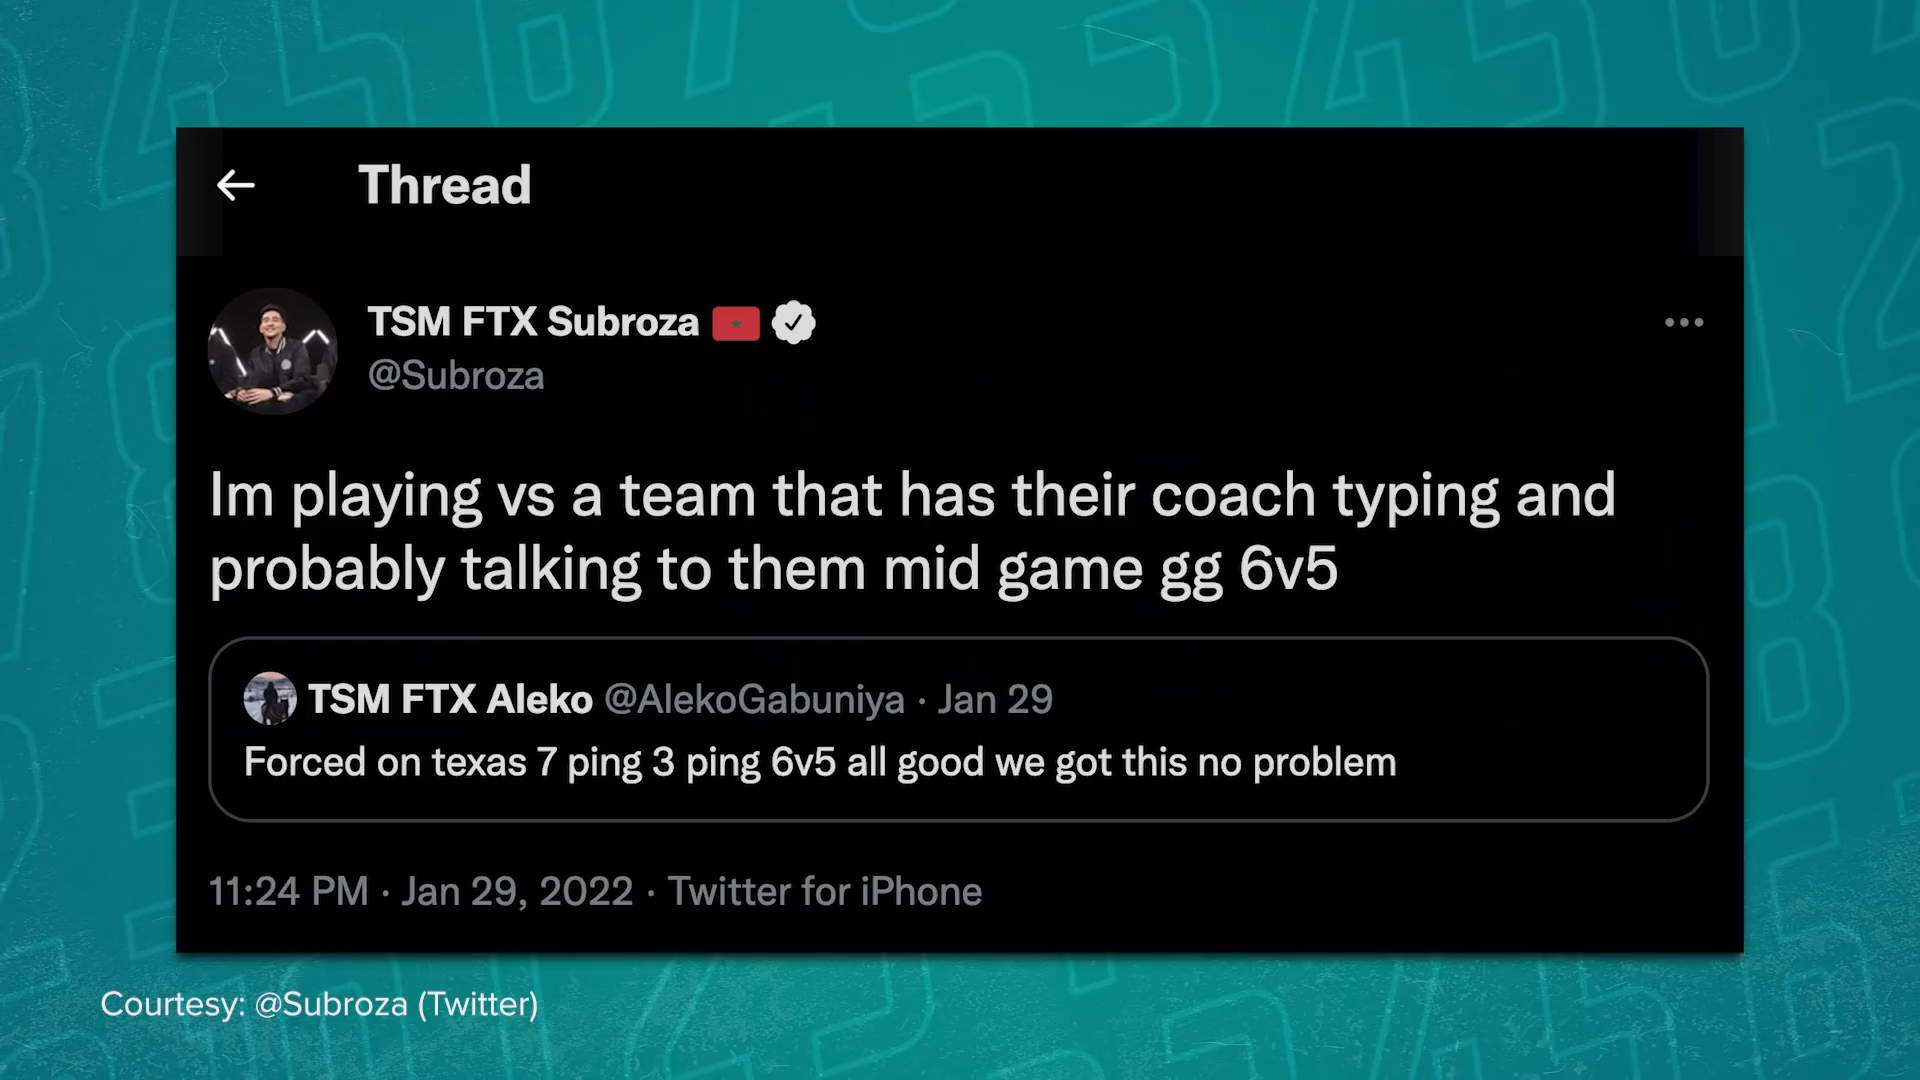 Thread
TSM FTX Subroza
@Subroza
Im playing vs a team that has their coach typing and
probably talking to them mid game gg 6v5
TSM FTX Aleko @AlekoGabuniya · Jan 29
Forced on texas 7 ping 3 ping 6v5 all good we got this no problem
11:24 PM · Jan 29, 2022 · Twitter for iPhone
Courtesy: @Subroza (Twitter)